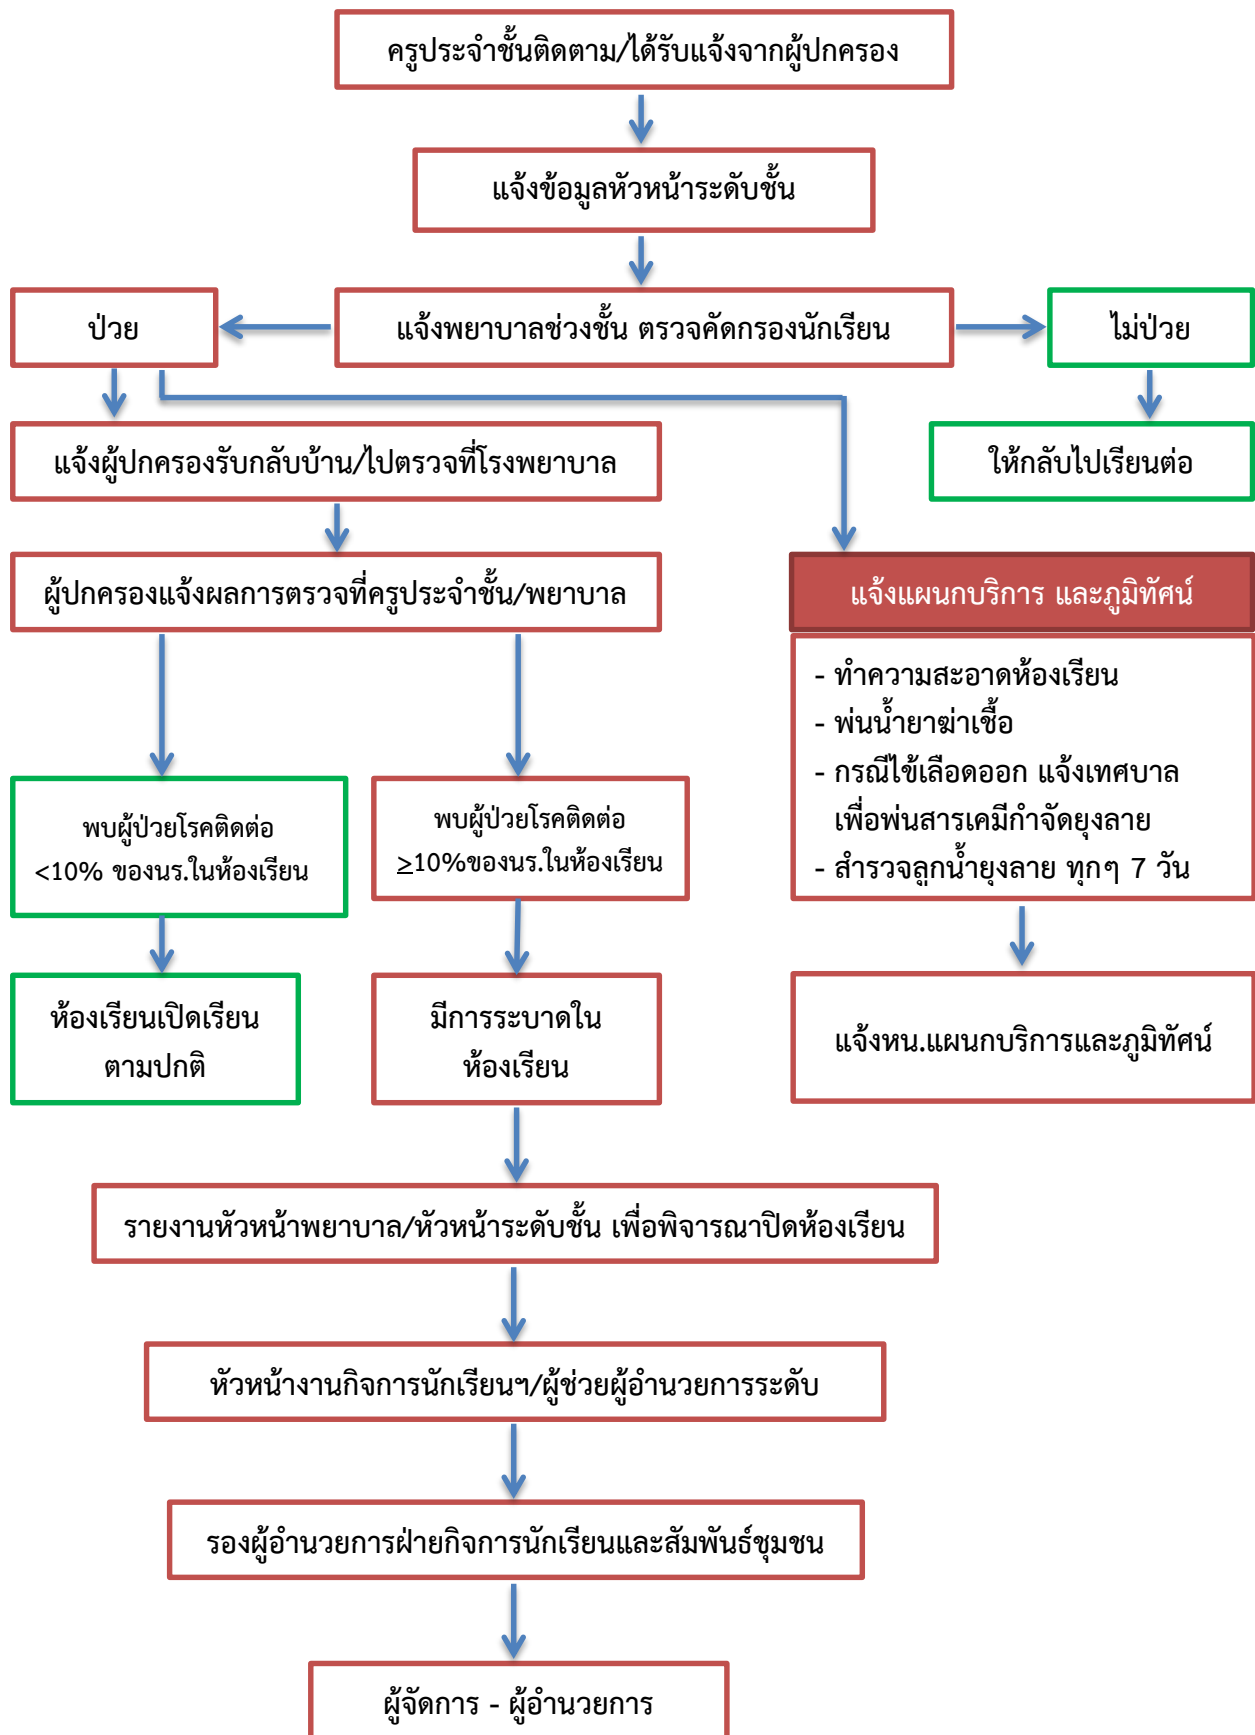 ครูประจำชั้นติดตาม/ได้รับแจ้งจากผู้ปกครอง
แจ้งข้อมูลหัวหน้าระดับชั้น
ป่วย
แจ้งพยาบาลช่วงชั้น ตรวจคัดกรองนักเรียน
ไม่ป่วย
แจ้งผู้ปกครองรับกลับบ้าน/ไปตรวจที่โรงพยาบาล
ให้กลับไปเรียนต่อ
ผู้ปกครองแจ้งผลการตรวจที่ครูประจำชั้น/พยาบาล
แจ้งแผนกบริการ และภูมิทัศน์
- ทำความสะอาดห้องเรียน
- พ่นน้ำยาฆ่าเชื้อ
- กรณีไข้เลือดออก แจ้งเทศบาล
เพื่อพ่นสารเคมีกำจัดยุงลาย
- สำรวจลูกน้ำยุงลาย ทุกๆ 7 วัน
พบผู้ป่วยโรคติดต่อ
<10% ของนร.ในห้องเรียน
พบผู้ป่วยโรคติดต่อ
≥10%ของนร.ในห้องเรียน
ห้องเรียนเปิดเรียน
ตามปกติ
มีการระบาดใน
ห้องเรียน
แจ้งหน.แผนกบริการและภูมิทัศน์
รายงานหัวหน้าพยาบาล/หัวหน้าระดับชั้น เพื่อพิจารณาปิดห้องเรียน
หัวหน้างานกิจการนักเรียนฯ/ผู้ช่วยผู้อำนวยการระดับ
รองผู้อำนวยการฝ่ายกิจการนักเรียนและสัมพันธ์ชุมชน
ผู้จัดการ - ผู้อำนวยการ